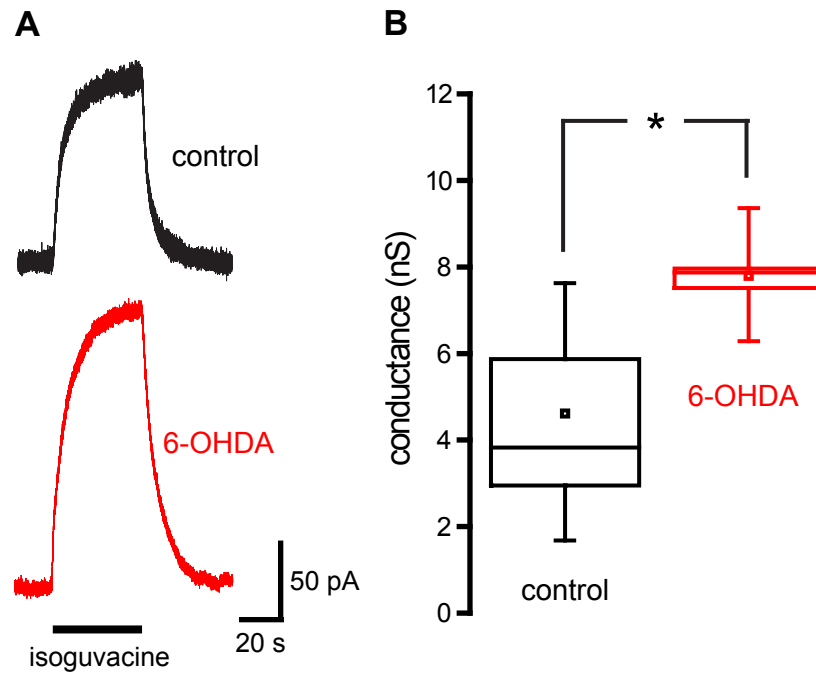 A
control
6-OHDA
50 pA
20 s
isoguvacine
B
conductance (nS)
12
10
8
6
4
2
0
*
6-OHDA
control